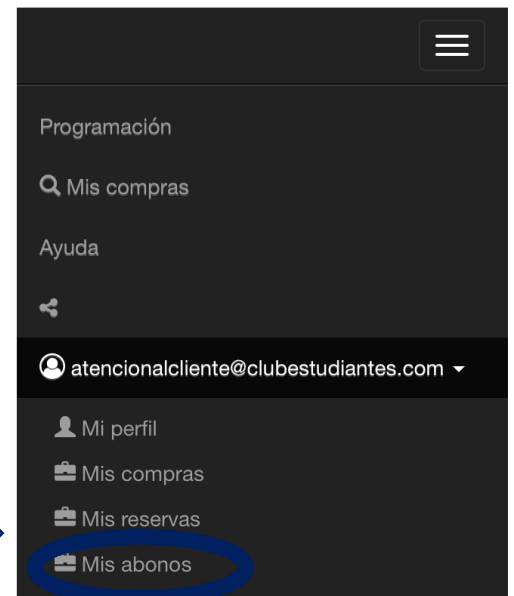 Programación
Mis compras
Ayuda
atencionalcliente@clubestudiantes.com
Mi perfil
Mis compras
Mis reservas
Mis abonos